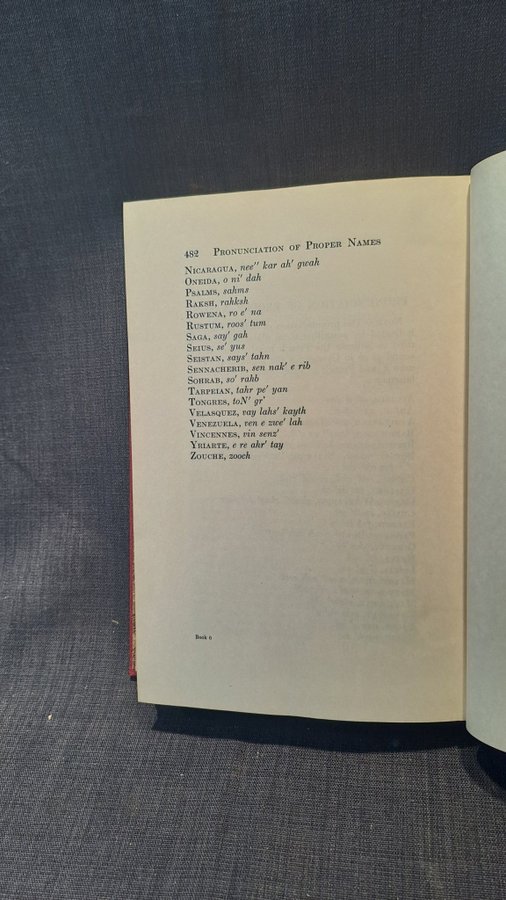 482 PRONUNCIATION OF PROPER NAMES
NICARAGUA, nee″ kar ah′ gwah
ONEIDA, o ni′ dah
PSALMS, sahms
RAKSH, rahksh
ROWENA, ro e′ na
RUSTUM, roos′ tum
SAGA, say′ gah
SEIUS, se′ yus
SEISTAN, says′ tahn
SENNACHERIB, sen nak′ e rib
SOHRAB, so′ rahb
TARPEIAN, tahr pe′ yan
TONGRES, toN′ gr’
VELASQUEZ, vay lahs′ kayth
VENEZUELA, ven e zwe′ lah
VINCENNES, vin senz′
YRIARTE, e re ahr′ tay
ZOUCHE, zooch
Book 6